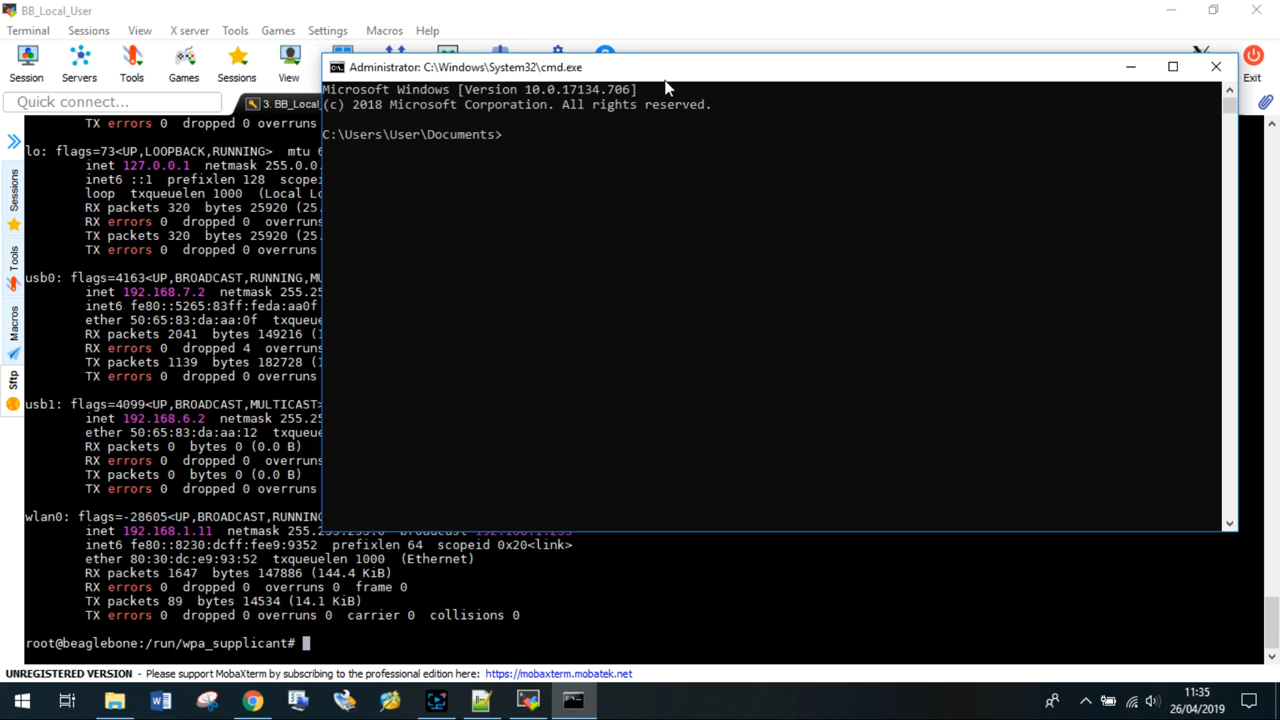 BB_Local_User
Terminal Sessions View X server Tools Games Settings Macros Help
Session Servers Tools Games Sessions View Exit
Quick connect...
3. BB_Loc
Administrator: C:\Windows\System32\cmd.exe
Microsoft Windows [Version 10.0.17134.706]
(c) 2018 Microsoft Corporation. All rights reserved.
C:\Users\User\Documents>
Sessions
Tools
Macros
Sftp
TX errors 0 dropped 0 overruns
lo: flags=73<UP,LOOPBACK,RUNNING> mtu 6
inet 127.0.0.1 netmask 255.0.0.
inet6 ::1 prefixlen 128 scopei
loop txqueuelen 1000 (Local Lo
RX packets 320 bytes 25920 (25.
RX errors 0 dropped 0 overruns
TX packets 320 bytes 25920 (25.
TX errors 0 dropped 0 overruns
usb0: flags=4163<UP,BROADCAST,RUNNING,MU
inet 192.168.7.2 netmask 255.25
inet6 fe80::5265:83ff:feda:aa0f
ether 50:65:83:da:aa:0f txqueue
RX packets 2041 bytes 149216 (1
RX errors 0 dropped 4 overruns
TX packets 1139 bytes 182728 (1
TX errors 0 dropped 0 overruns
usb1: flags=4099<UP,BROADCAST,MULTICAST>
inet 192.168.6.2 netmask 255.25
ether 50:65:83:da:aa:12 txqueue
RX packets 0 bytes 0 (0.0 B)
RX errors 0 dropped 0 overruns
TX packets 0 bytes 0 (0.0 B)
TX errors 0 dropped 0 overruns
wlan0: flags=-28605<UP,BROADCAST,RUNNING
inet 192.168.1.11 netmask 255.255.255.0 broadcast 192.168.1.255
inet6 fe80::8230:dcff:fee9:9352 prefixlen 64 scopeid 0x20<link>
ether 80:30:dc:e9:93:52 txqueuelen 1000 (Ethernet)
RX packets 1647 bytes 147886 (144.4 KiB)
RX errors 0 dropped 0 overruns 0 frame 0
TX packets 89 bytes 14534 (14.1 KiB)
TX errors 0 dropped 0 overruns 0 carrier 0 collisions 0
root@beaglebone:/run/wpa_supplicant#
UNREGISTERED VERSION - Please support MobaXterm by subscribing to the professional edition here: https://mobaxterm.mobatek.net
11:35
26/04/2019